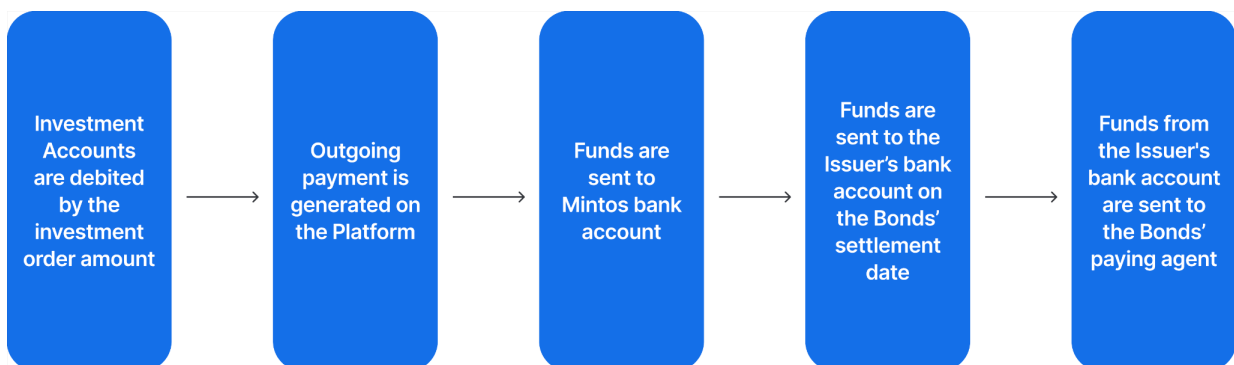 Investment
Accounts
are debited
by the
investment
order amount
Outgoing
payment is
generated on
the Platform
Funds are
sent to
Mintos bank
account
Funds are
sent to the
Issuer’s bank
account on
the Bonds’
settlement
date
Funds from
the Issuer's
bank account
are sent to
the Bonds’
paying agent